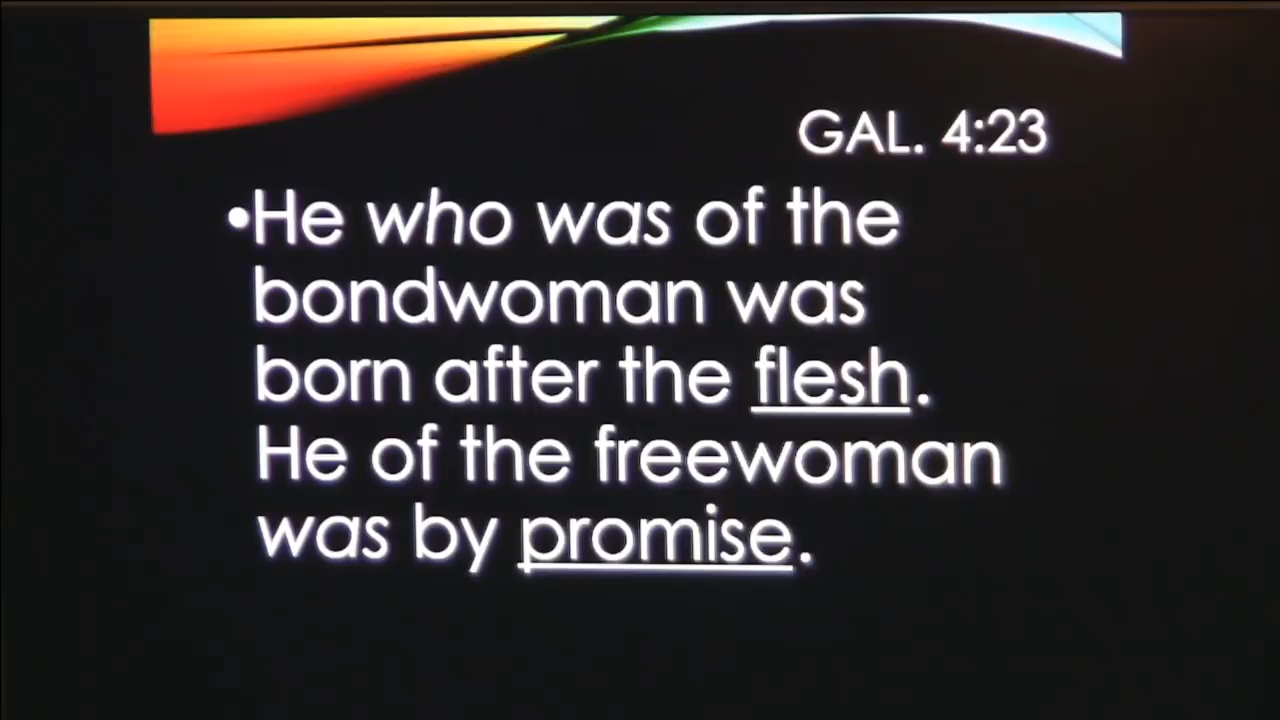 GAL. 4:23
•He who was of the
bondwoman was
born after the flesh.
He of the freewoman
was by promise.